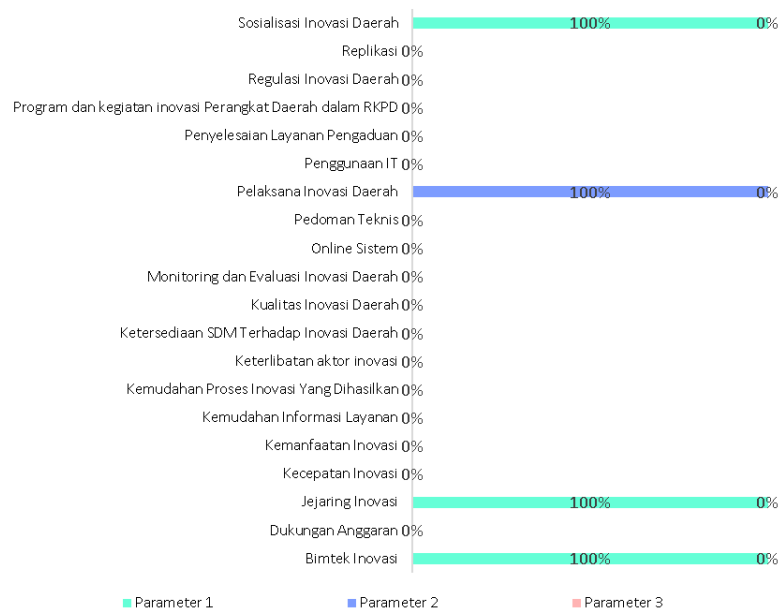 Sosialisasi Inovasi Daerah 100% 0%
Replikasi 0%
Regulasi Inovasi Daerah 0%
Program dan kegiatan inovasi Perangkat Daerah dalam RKPD 0%
Penyelesaian Layanan Pengaduan 0%
Penggunaan IT 0%
Pelaksana Inovasi Daerah 100% 0%
Pedoman Teknis 0%
Online Sistem 0%
Monitoring dan Evaluasi Inovasi Daerah 0%
Kualitas Inovasi Daerah 0%
Ketersediaan SDM Terhadap Inovasi Daerah 0%
Keterlibatan aktor inovasi 0%
Kemudahan Proses Inovasi Yang Dihasilkan 0%
Kemudahan Informasi Layanan 0%
Kemanfaatan Inovasi 0%
Kecepatan Inovasi 0%
Jejaring Inovasi 100% 0%
Dukungan Anggaran 0%
Bimtek Inovasi 100% 0%
Parameter 1 Parameter 2 Parameter 3